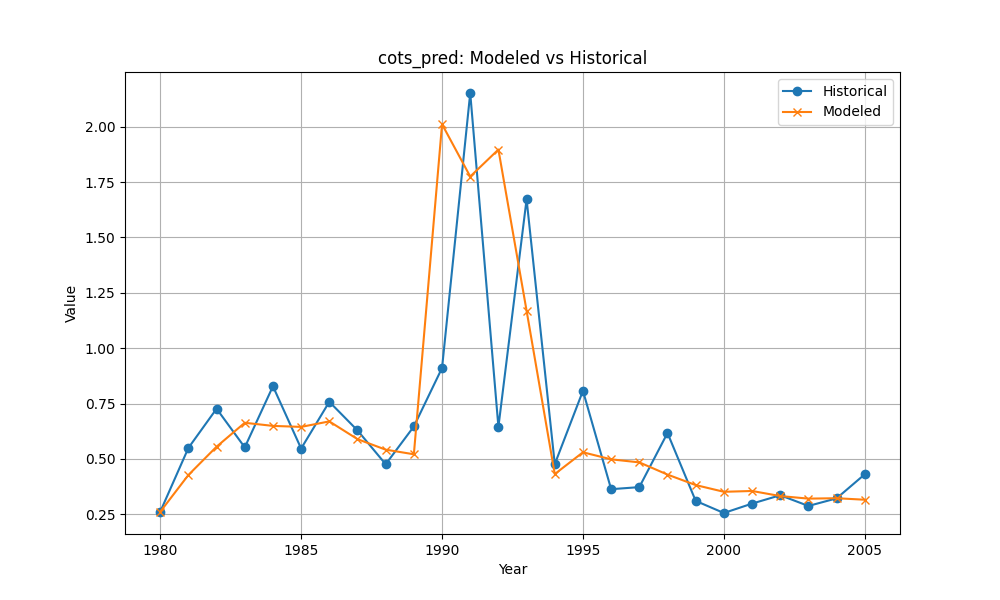 cots_pred: Modeled vs Historical
Historical
Modeled
Value
2.00
1.75
1.50
1.25
1.00
0.75
0.50
0.25
1980 1985 1990 1995 2000 2005
Year